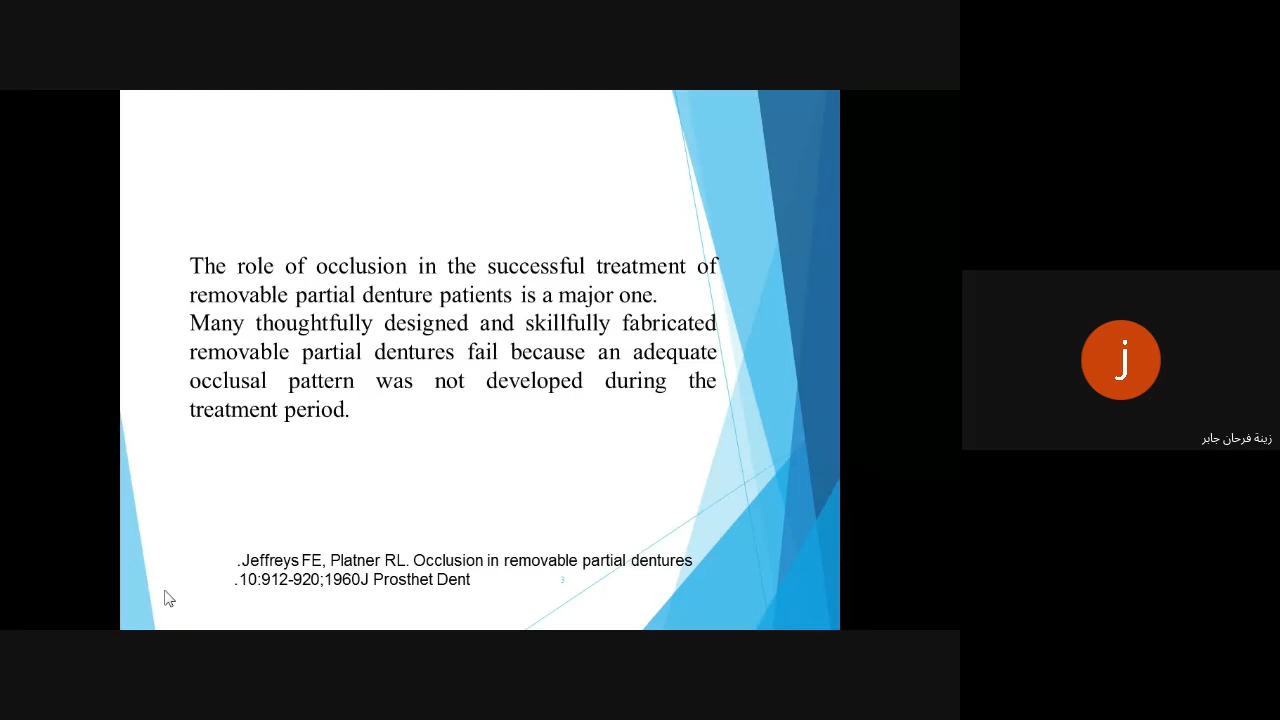 The role of occlusion in the successful treatment of
removable partial denture patients is a major one.
Many thoughtfully designed and skillfully fabricated
removable partial dentures fail because an adequate
occlusal pattern was not developed during the
treatment period.
.Jeffreys FE, Platner RL. Occlusion in removable partial dentures
.10:912-920;1960J Prosthet Dent
3
j
زينة فرحان جابر